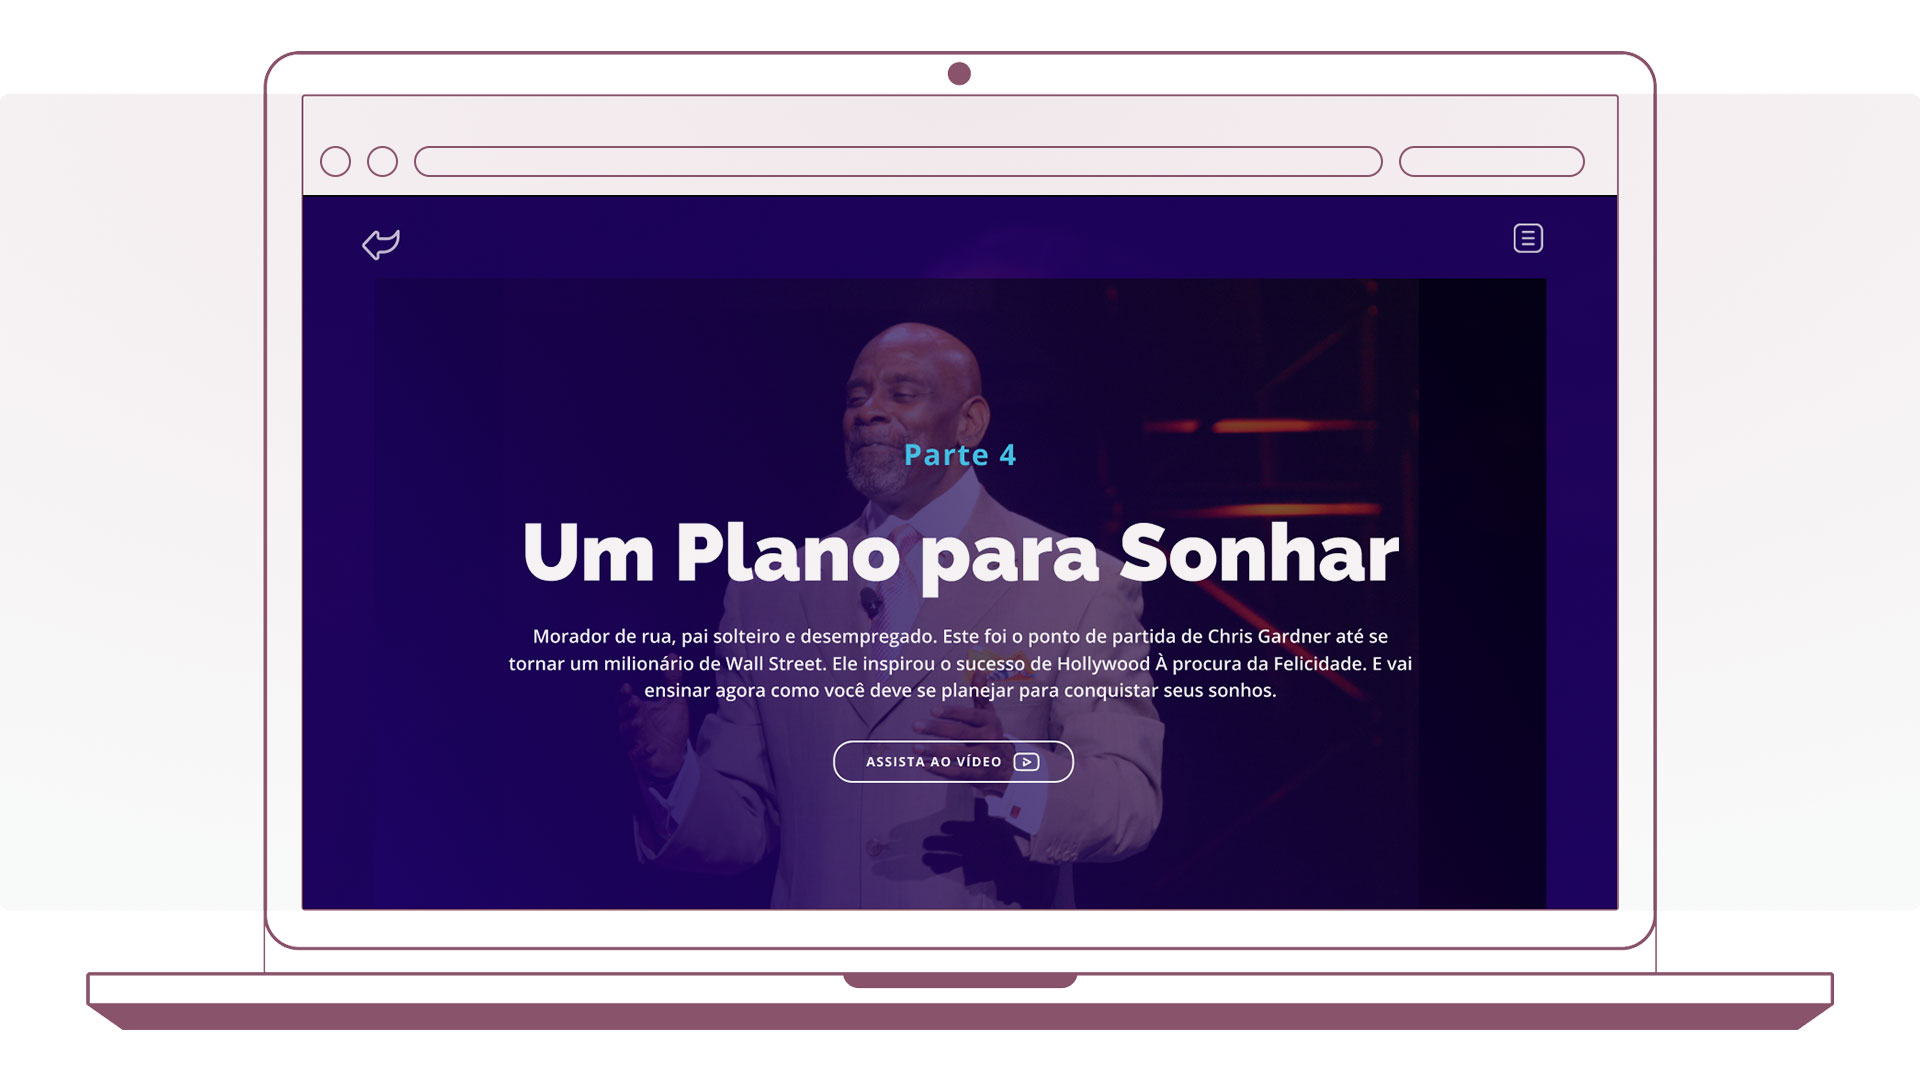 Parte 4
Um Plano para Sonhar
Morador de rua, pai solteiro e desempregado. Este foi o ponto de partida de Chris Gardner até se
tornar um milionário de Wall Street. Ele inspirou o sucesso de Hollywood À procura da Felicidade. E vai
ensinar agora como você deve se planejar para conquistar seus sonhos.
ASSISTA AO VÍDEO